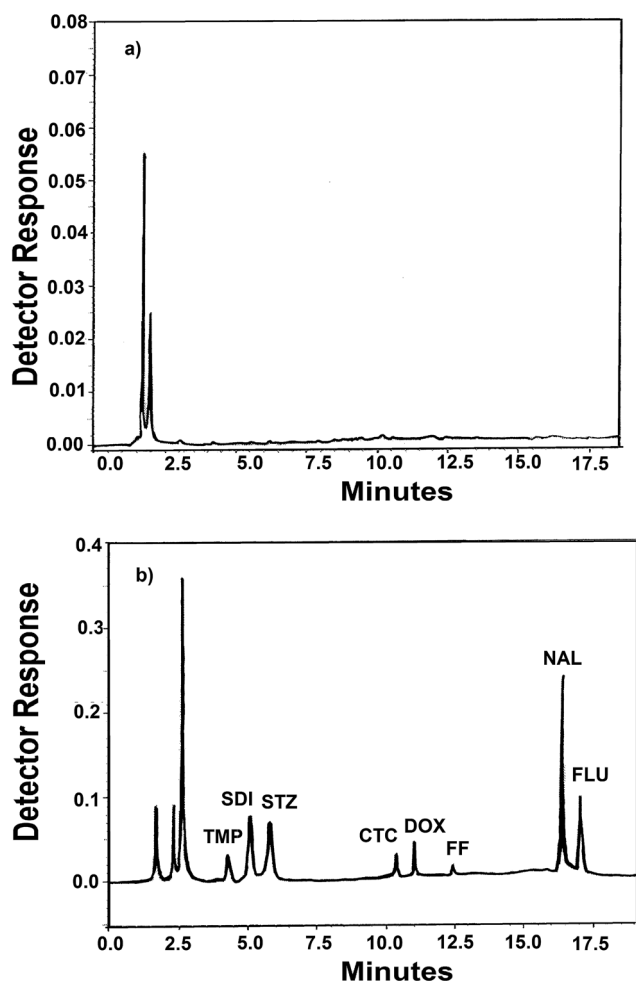 a)
Detector Response
0.08
0.07
0.06
0.05
0.04
0.03
0.02
0.01
0.00
0.0 2.5 5.0 7.5 10.0 12.5 15.0 17.5
Minutes
b)
Detector Response
0.4
0.3
0.2
0.1
0.0
NAL
FLU
SDI STZ
TMP
CTC DOX
FF
0.0 2.5 5.0 7.5 10.0 12.5 15.0 17.5
Minutes